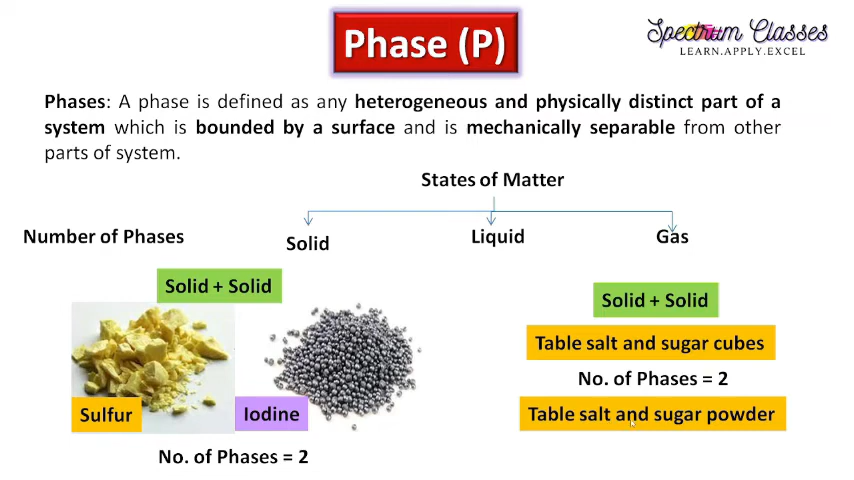 Phase (P)
Spectrum Classes
LEARN.APPLY.EXCEL
Phases: A phase is defined as any heterogeneous and physically distinct part of a
system which is bounded by a surface and is mechanically separable from other
parts of system.
States of Matter
Number of Phases
Solid
Liquid
Gas
Solid + Solid
Sulfur
Iodine
No. of Phases = 2
Solid + Solid
Table salt and sugar cubes
No. of Phases = 2
Table salt and sugar powder